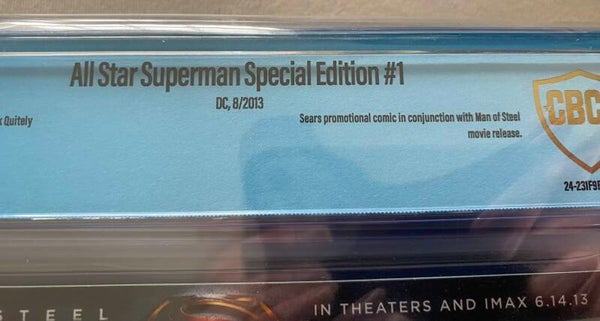 All Star Superman Special Edition #1
DC, 8/2013
Quitely
Sears promotional comic in conjunction with Man of Steel
movie release.
CBC
24-231F9
STEEL
IN THEATERS AND IMAX 6.14.13